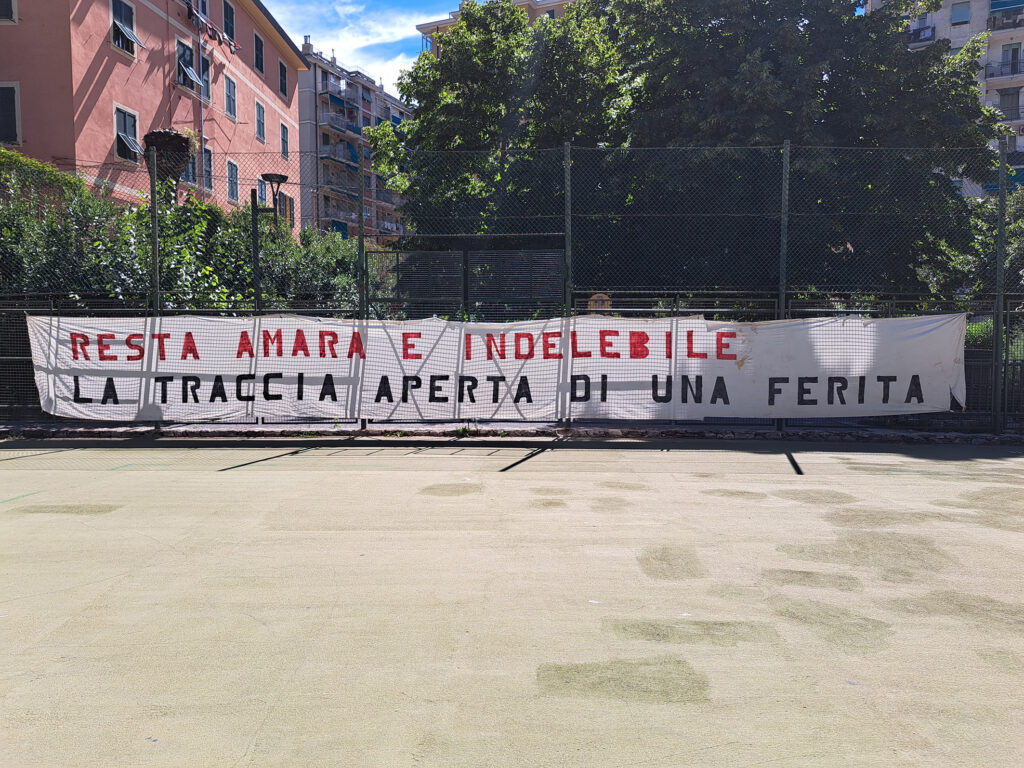 RESTA AMARA E INDELEBILE
LA TRACCIA APERTA DI UNA FERITA